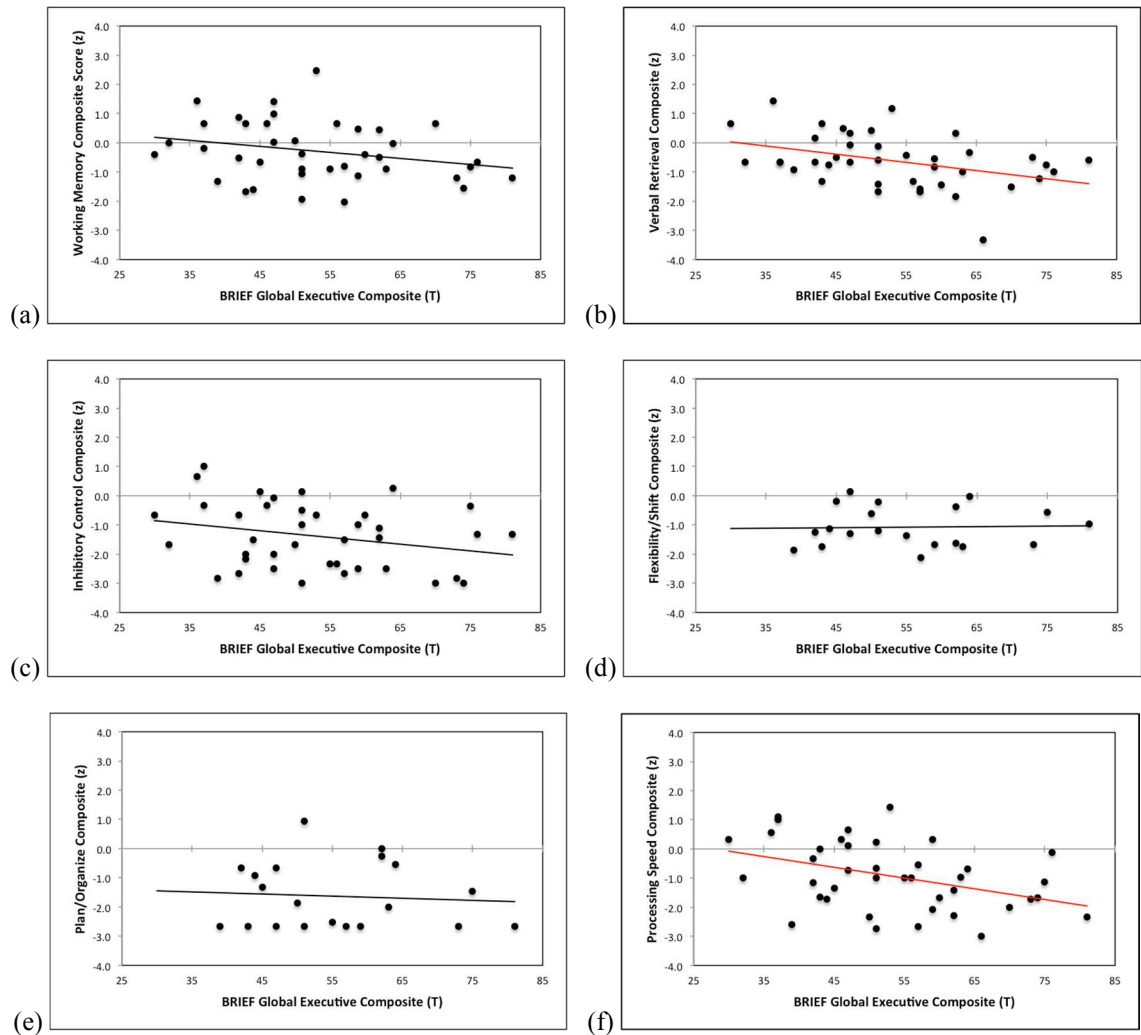 Working Memory Composite Score (z)
4.0
3.0
2.0
1.0
0.0
-1.0
-2.0
-3.0
-4.0
25 35 45 55 65 75 85
BRIEF Global Executive Composite (T)
(a)
Verbal Retrieval Composite (z)
4.0
3.0
2.0
1.0
0.0
-1.0
-2.0
-3.0
-4.0
25 35 45 55 65 75 85
BRIEF Global Executive Composite (T)
(b)
Inhibitory Control Composite (z)
4.0
3.0
2.0
1.0
0.0
-1.0
-2.0
-3.0
-4.0
25 35 45 55 65 75 85
BRIEF Global Executive Composite (T)
(c)
Flexibility/Shift Composite (z)
4.0
3.0
2.0
1.0
0.0
-1.0
-2.0
-3.0
-4.0
25 35 45 55 65 75 85
BRIEF Global Executive Composite (T)
(d)
Plan/Organize Composite (z)
4.0
3.0
2.0
1.0
0.0
-1.0
-2.0
-3.0
-4.0
25 35 45 55 65 75 85
BRIEF Global Executive Composite (T)
(e)
Processing Speed Composite (z)
4.0
3.0
2.0
1.0
0.0
-1.0
-2.0
-3.0
-4.0
25 35 45 55 65 75 85
BRIEF Global Executive Composite (T)
(f)